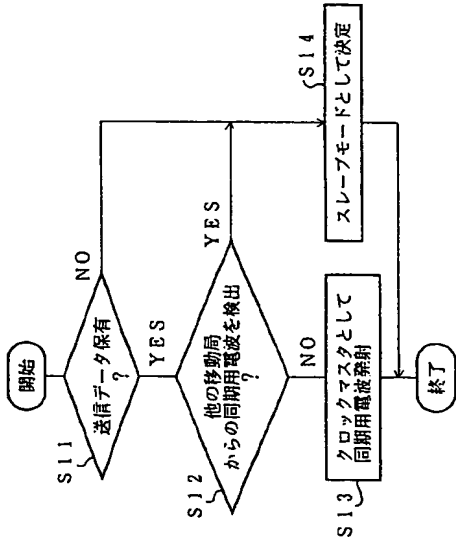 開始
S11
送信データ保有
?
NO
YES
S12
他の移動局
からの同期用電波を検出
?
YES
NO
S13
クロックマスタとして
同期用電波発射
S14
スレーブモードとして決定
終了